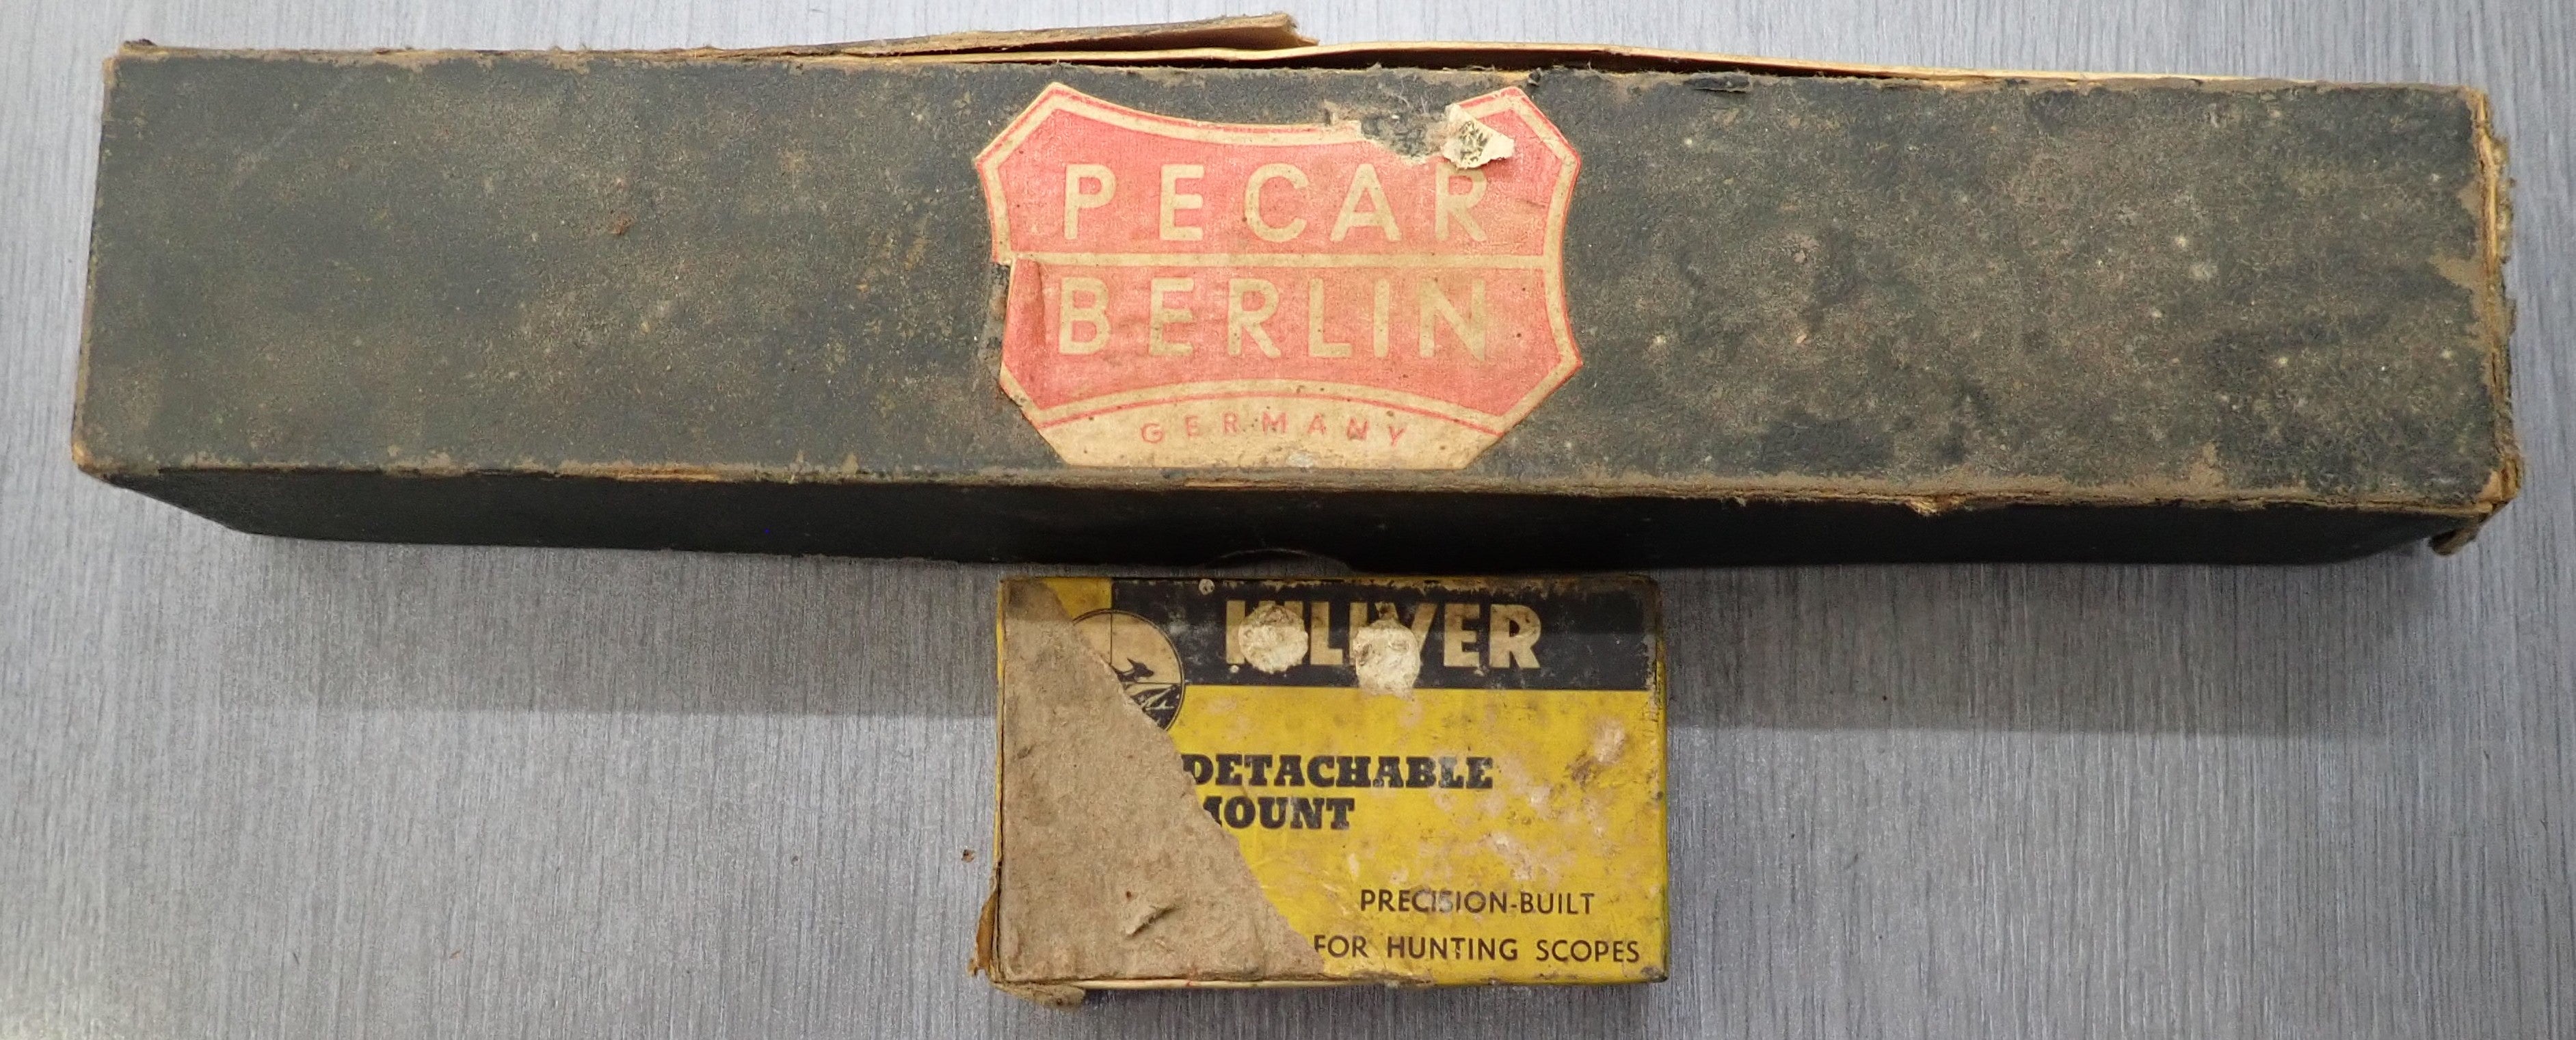 PECAR
BERLIN
GERMANY
DETACHABLE
MOUNT
PRECISION-BUILT
FOR HUNTING SCOPES